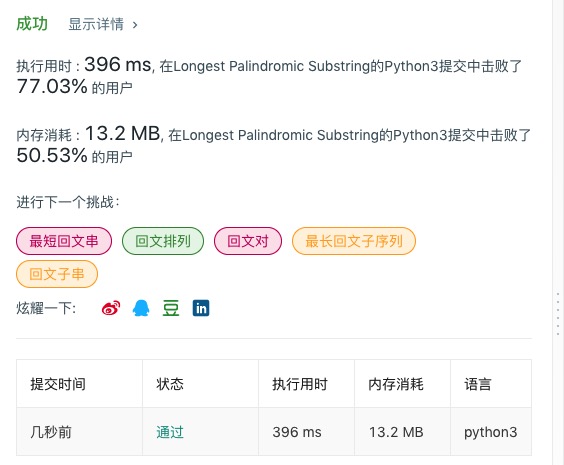 成功 显示详情 >
执行用时 : 396 ms, 在Longest Palindromic Substring的Python3提交中击败了
77.03% 的用户
内存消耗 : 13.2 MB, 在Longest Palindromic Substring的Python3提交中击败了
50.53% 的用户
进行下一个挑战：
最短回文串 回文排列 回文对 最长回文子序列
回文子串
炫耀一下: 豆 in
提交时间 状态 执行用时 内存消耗 语言
几秒前 通过 396 ms 13.2 MB python3